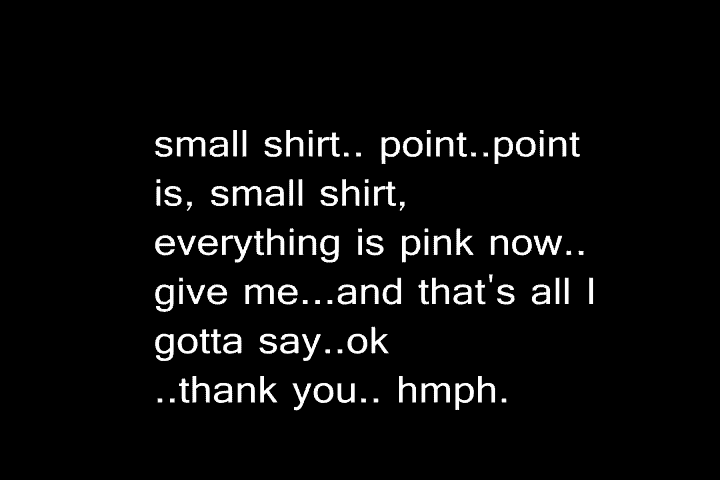 small shirt.. point..point
is, small shirt,
everything is pink now..
give me...and that's all I
gotta say..ok
..thank you.. hmph.